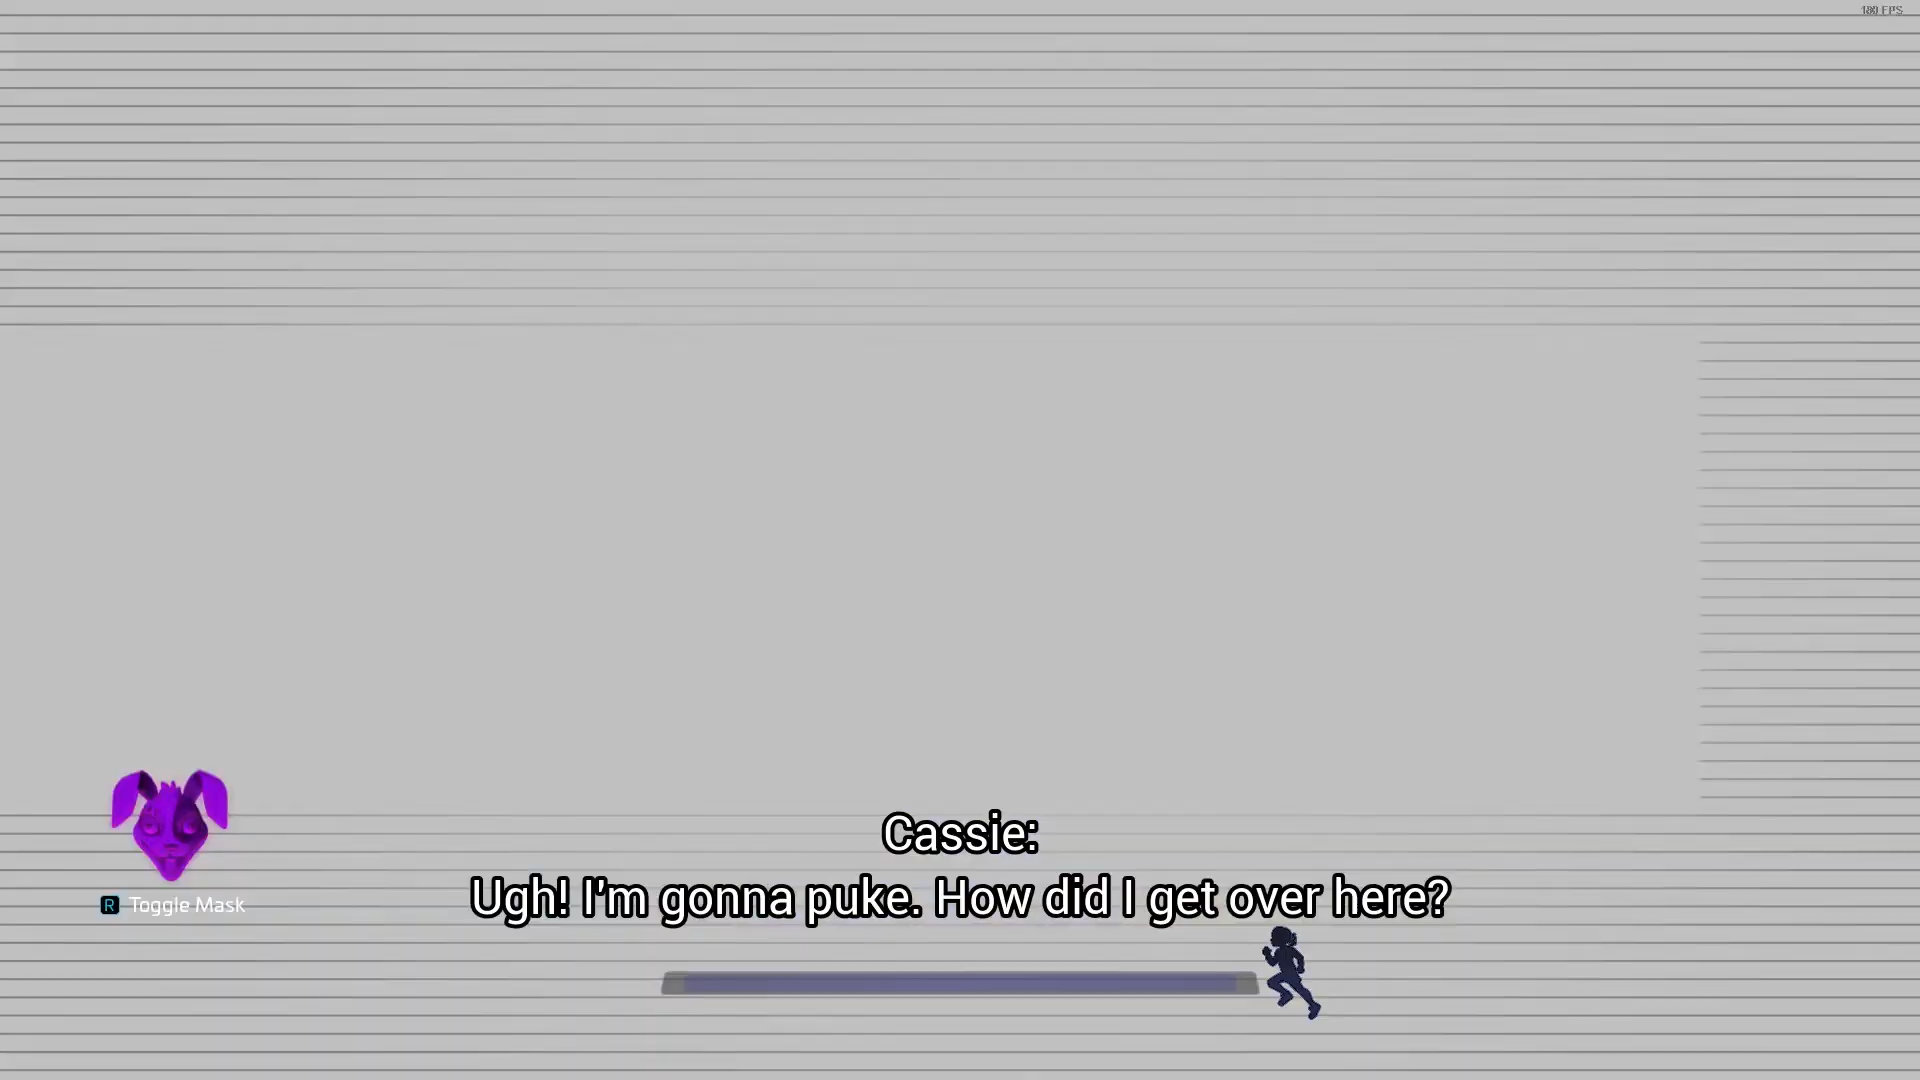 R Toggle Mask
Cassie:
Ugh! I'm gonna puke. How did I get over here?